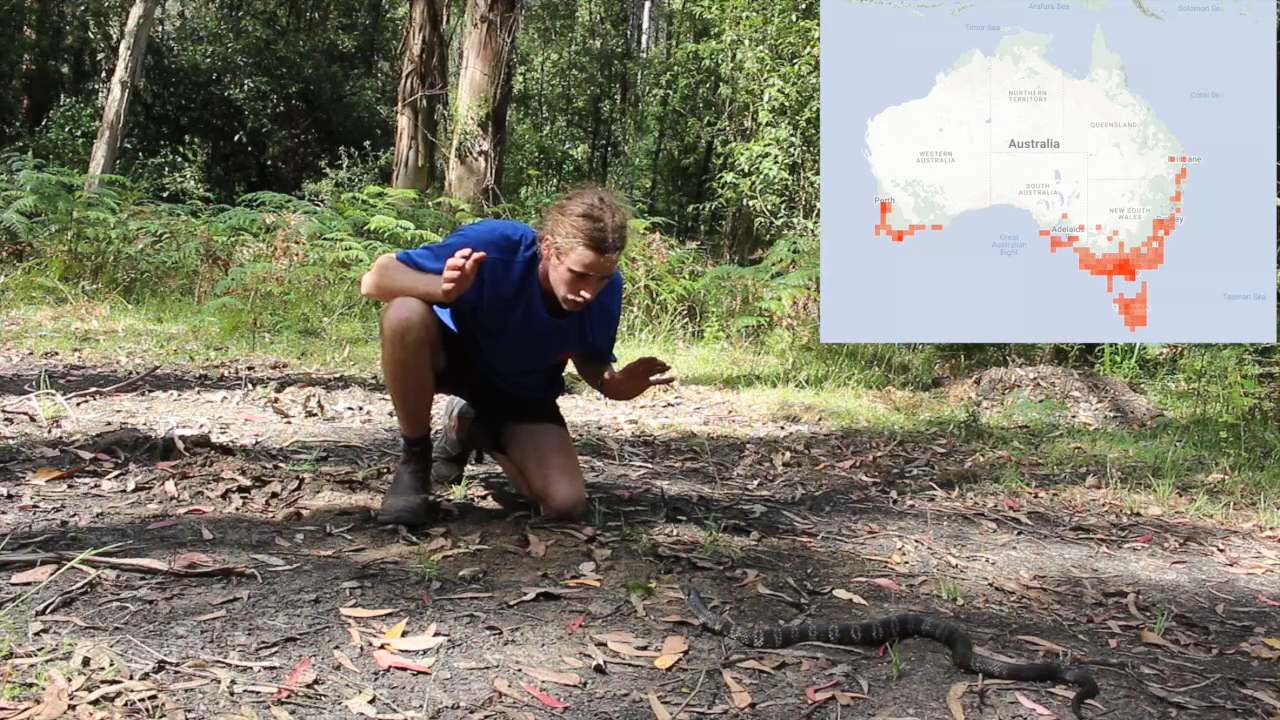 Arafura Sea
Solomon Sea
Timor Sea
Coral Sea
NORTHERN
TERRITORY
QUEENSLAND
Australia
WESTERN
AUSTRALIA
SOUTH
AUSTRALIA
Perth
NEW SOUTH
WALES
Adelaide
Great
Australian
Bight
Tasman Sea